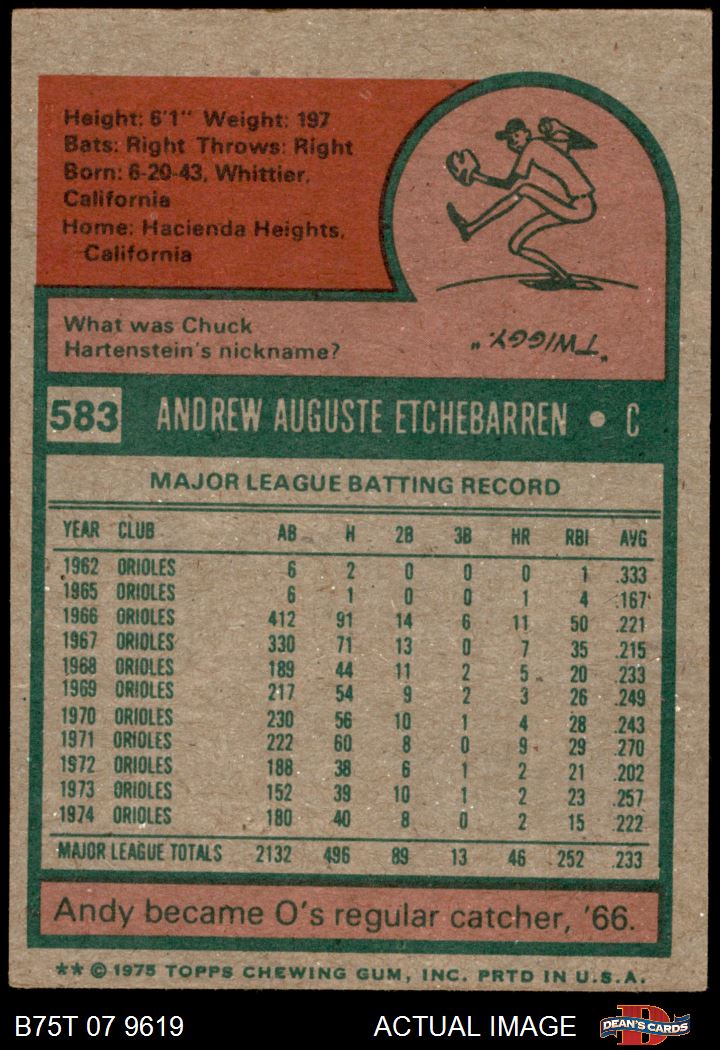 Height: 6'1" Weight: 197
Bats: Right Throws: Right
Born: 6-20-43, Whittier,
California
Home: Hacienda Heights,
California
What was Chuck
Hartenstein's nickname?
"TWIGGY."
583 ANDREW AUGUSTE ETCHEBARREN • C
MAJOR LEAGUE BATTING RECORD
YEAR CLUB AB H 2B 3B HR RBI AVG
1962 ORIOLES 6 2 0 0 0 1 .333
1965 ORIOLES 6 1 0 0 1 4 .167
1966 ORIOLES 412 91 14 6 11 50 .221
1967 ORIOLES 330 71 13 0 7 35 .215
1968 ORIOLES 189 44 11 2 5 20 .233
1969 ORIOLES 217 54 9 2 3 26 .249
1970 ORIOLES 230 56 10 1 4 28 .243
1971 ORIOLES 222 60 8 0 9 29 .270
1972 ORIOLES 188 38 6 1 2 21 .202
1973 ORIOLES 152 39 10 1 2 23 .257
1974 ORIOLES 180 40 8 0 2 15 .222
MAJOR LEAGUE TOTALS 2132 496 89 13 46 252 .233
Andy became O's regular catcher, '66.
** © 1975 TOPPS CHEWING GUM, INC. PRTD IN U.S.A.
B75T 07 9619 ACTUAL IMAGE D DEAN'S CARDS